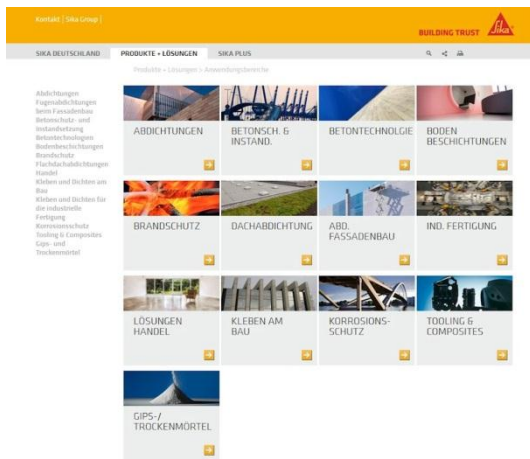 Kontakt | Sika Group |
BUILDING TRUST
Sika
SIKA DEUTSCHLAND PRODUKTE + LÖSUNGEN SIKA PLUS
Produkte + Lösungen > Anwendungsbereiche
Abdichtungen
Fugenabdichtungen
beim Fassadenbau
Betonschutz- und
Instandsetzung
Betontechnologien
Bodenbeschichtungen
Brandschutz
Flachdachabdichtungen
Handel
Kleben und Dichten am
Bau
Kleben und Dichten für
die industrielle
Fertigung
Korrosionsschutz
Tooling & Composites
Gips- und
Trockenmörtel
ABDICHTUNGEN
BETONSCH. &
INSTAND.
BETONTECHNOLGIE
BODEN
BESCHICHTUNGEN
BRANDSCHUTZ
DACHABDICHTUNG
ABD.
FASSADENBAU
IND. FERTIGUNG
LÖSUNGEN
HANDEL
KLEBEN AM
BAU
KORROSIONS-
SCHUTZ
TOOLING &
COMPOSITES
GIPS-/
TROCKENMÖRTEL